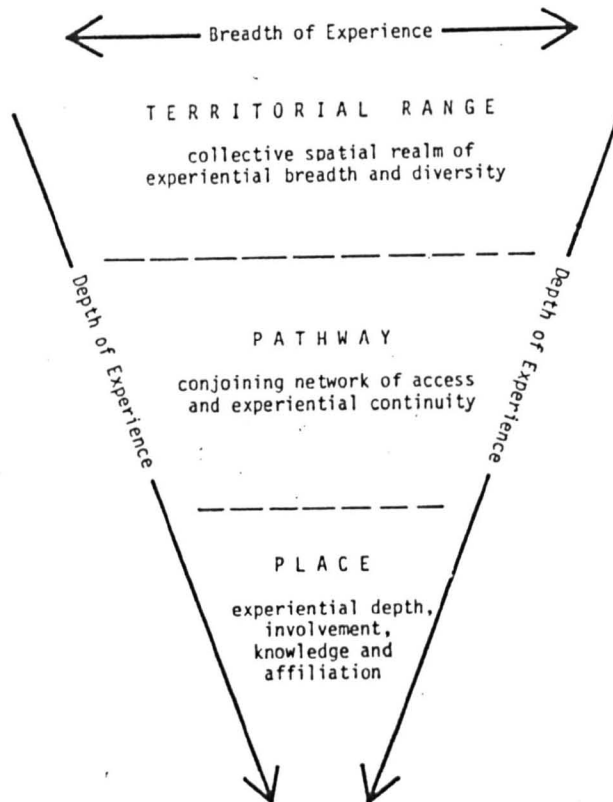 Breadth of Experience
TERRITORIAL RANGE
collective spatial realm of
experiential breadth and diversity
Depth of Experience
Depth of Experience
PATHWAY
conjoining network of access
and experiential continuity
PLACE
experiential depth,
involvement,
knowledge and
affiliation